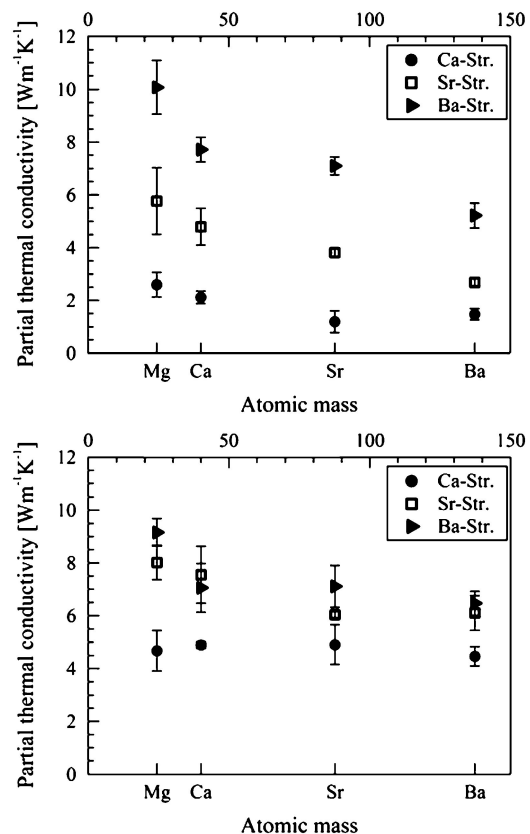 0 50 100 150
12
10
8
6
4
2
0
Partial thermal conductivity [Wm⁻¹K⁻¹]
Ca-Str.
Sr-Str.
Ba-Str.
Mg Ca Sr Ba
Atomic mass
0 50 100 150
12
10
8
6
4
2
0
Partial thermal conductivity [Wm⁻¹K⁻¹]
Ca-Str.
Sr-Str.
Ba-Str.
Mg Ca Sr Ba
Atomic mass